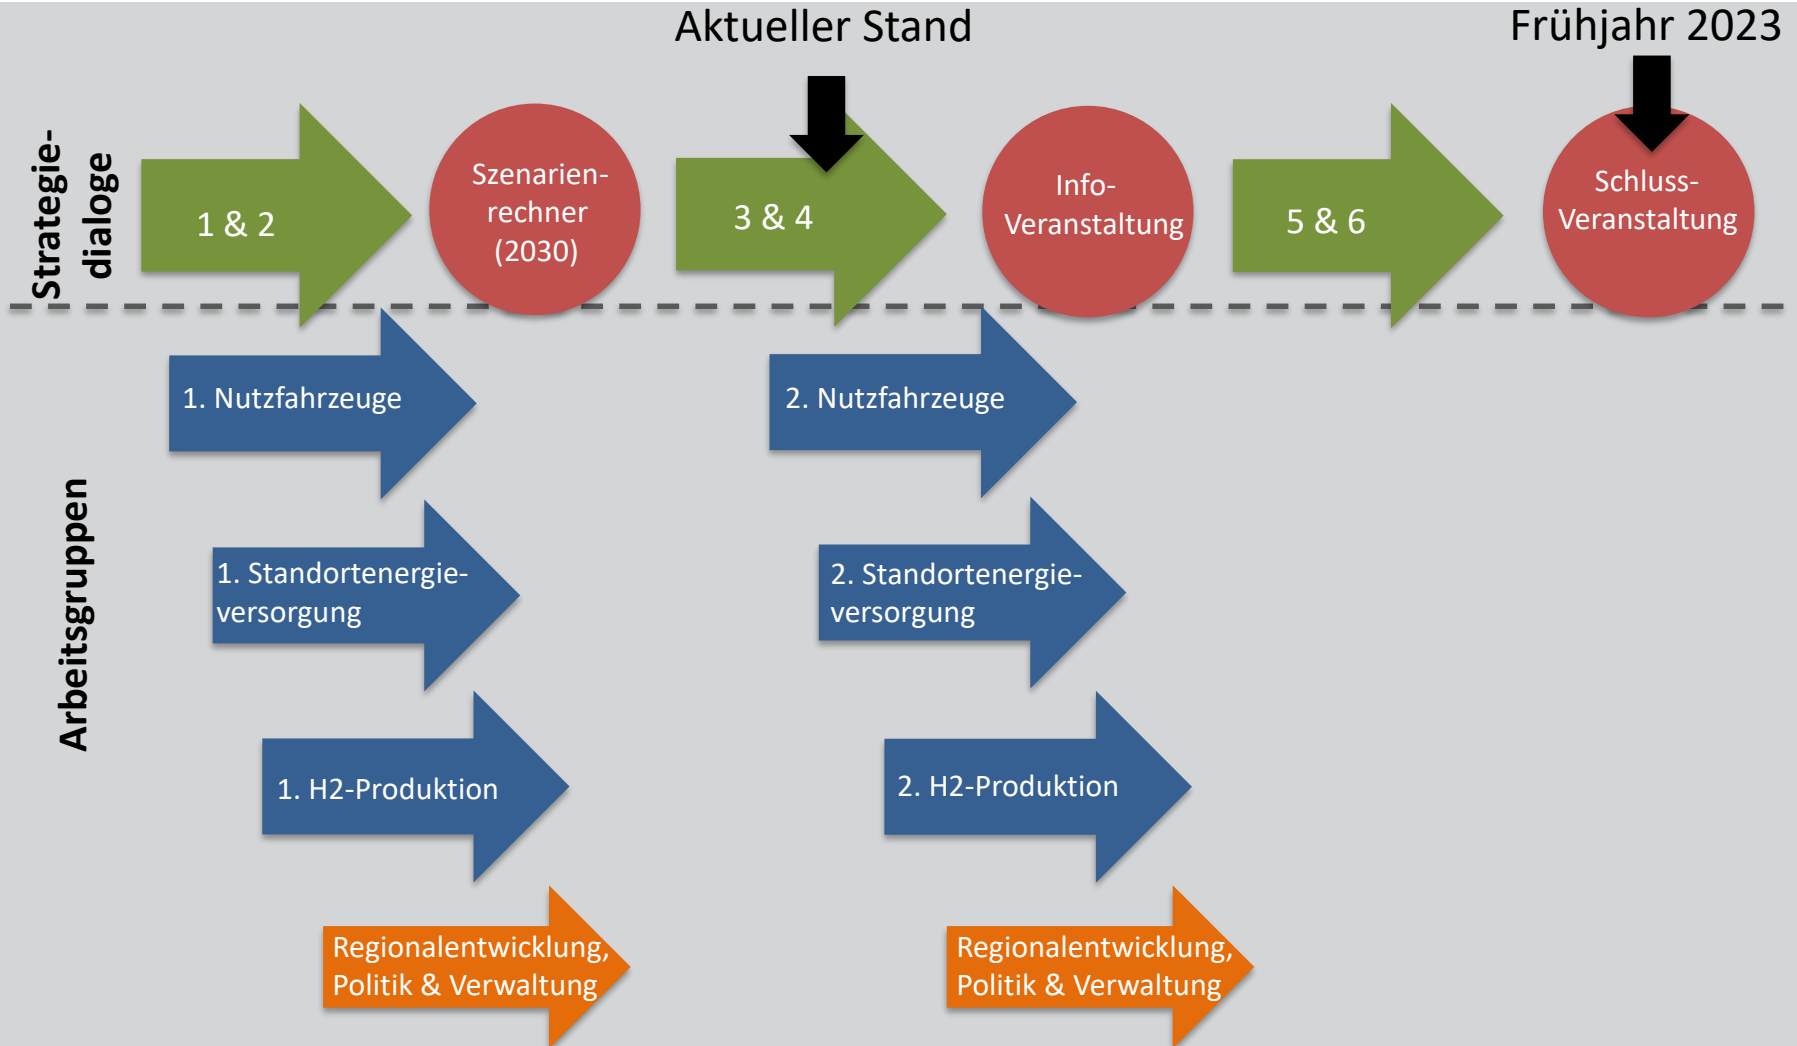 Aktueller Stand
Frühjahr 2023
Strategie-
dialoge
1 & 2
Szenarien-
rechner
(2030)
3 & 4
Info-
Veranstaltung
5 & 6
Schluss-
Veranstaltung
Arbeitsgruppen
1. Nutzfahrzeuge
2. Nutzfahrzeuge
1. Standortenergie-
versorgung
2. Standortenergie-
versorgung
1. H2-Produktion
2. H2-Produktion
Regionalentwicklung,
Politik & Verwaltung
Regionalentwicklung,
Politik & Verwaltung